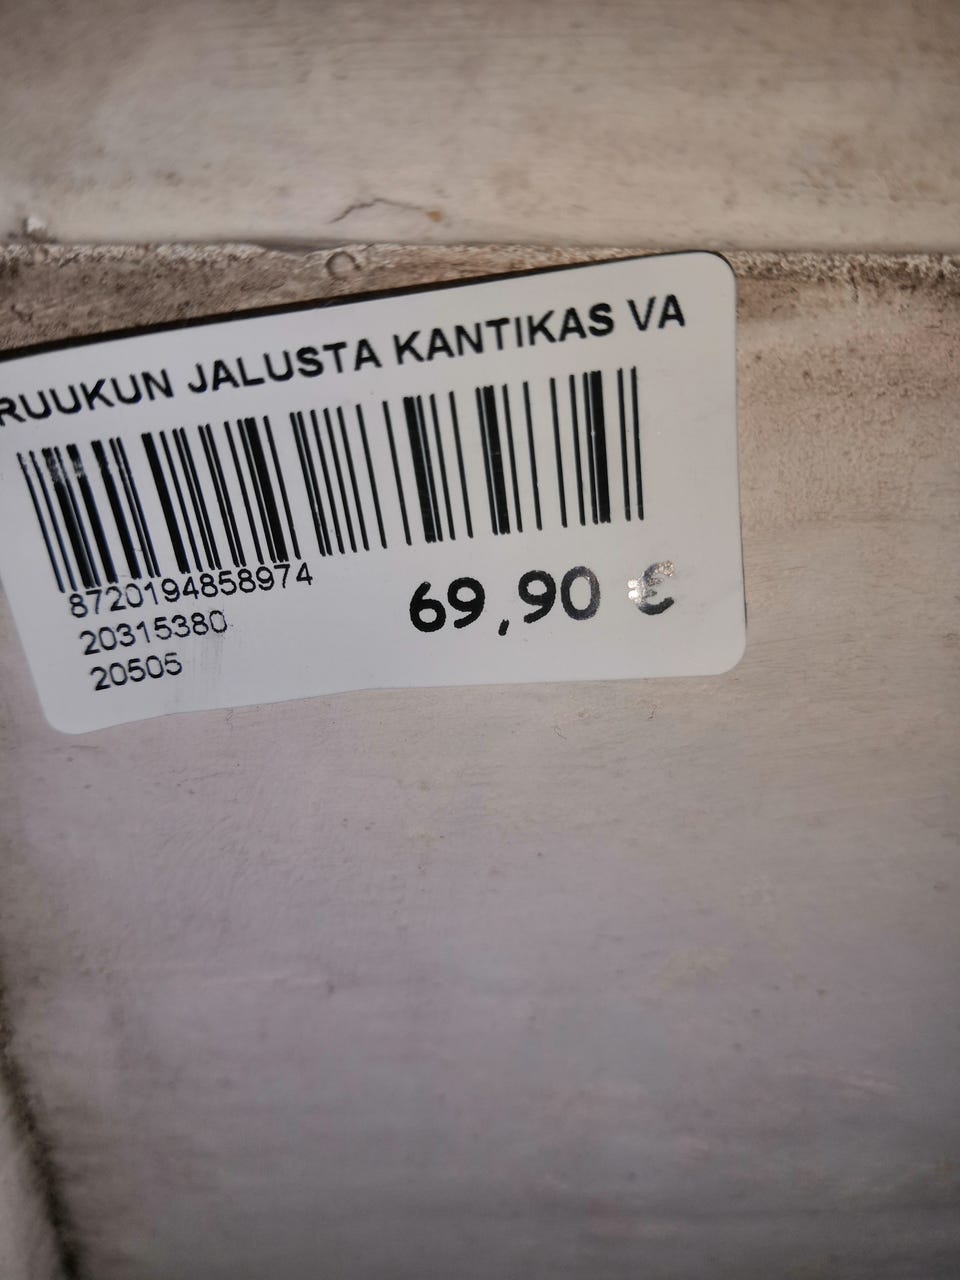 RUUKUN JALUSTA KANTIKAS VA
8720194858974
20315380
20505
69,90 €